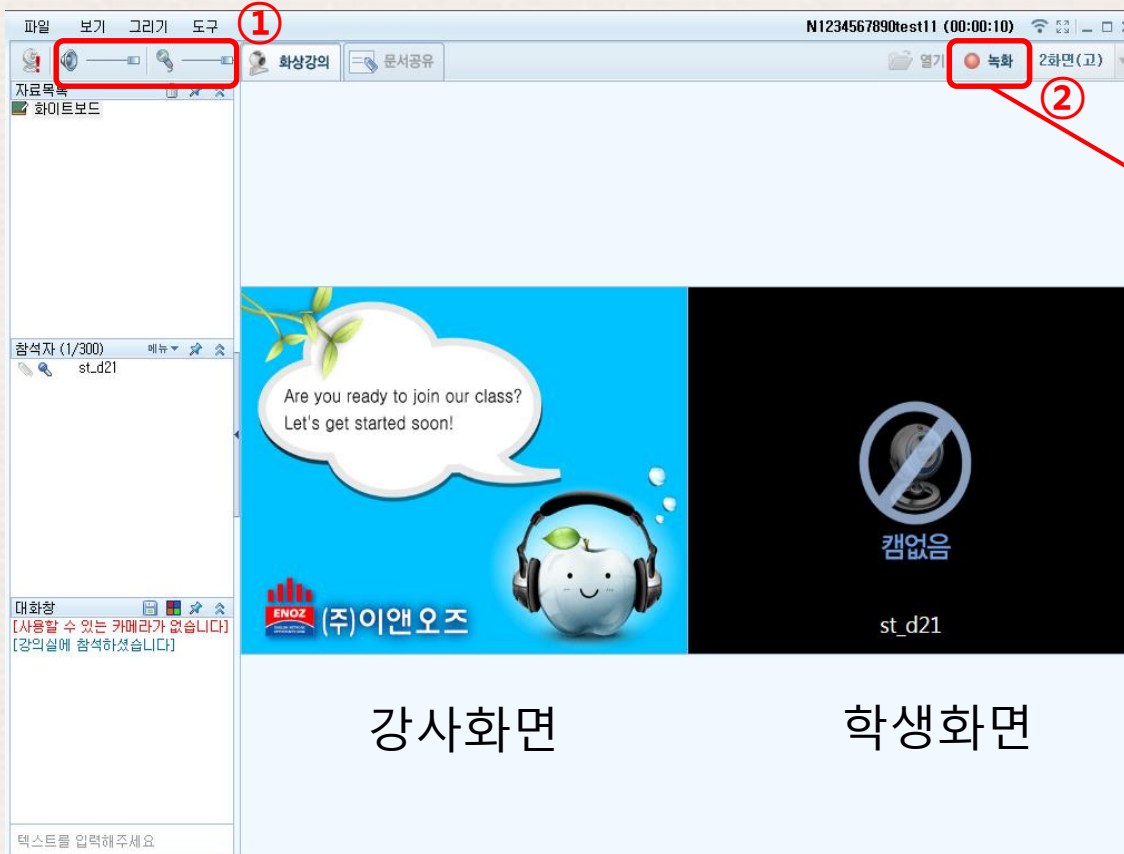 파일 보기 그리기 도구 ① N1234567890test11 (00:00:10)
화상강의 문서공유 열기 녹화 2화면(고)
②
자료목록
화이트보드
Are you ready to join our class?
Let's get started soon!
참석자 (1/300) 메뉴
st_d21
캠없음
ENOZ (주)이앤오즈
st_d21
대화창
[사용할 수 있는 카메라가 없습니다]
[강의실에 참석하셨습니다]
강사화면 학생화면
텍스트를 입력해주세요